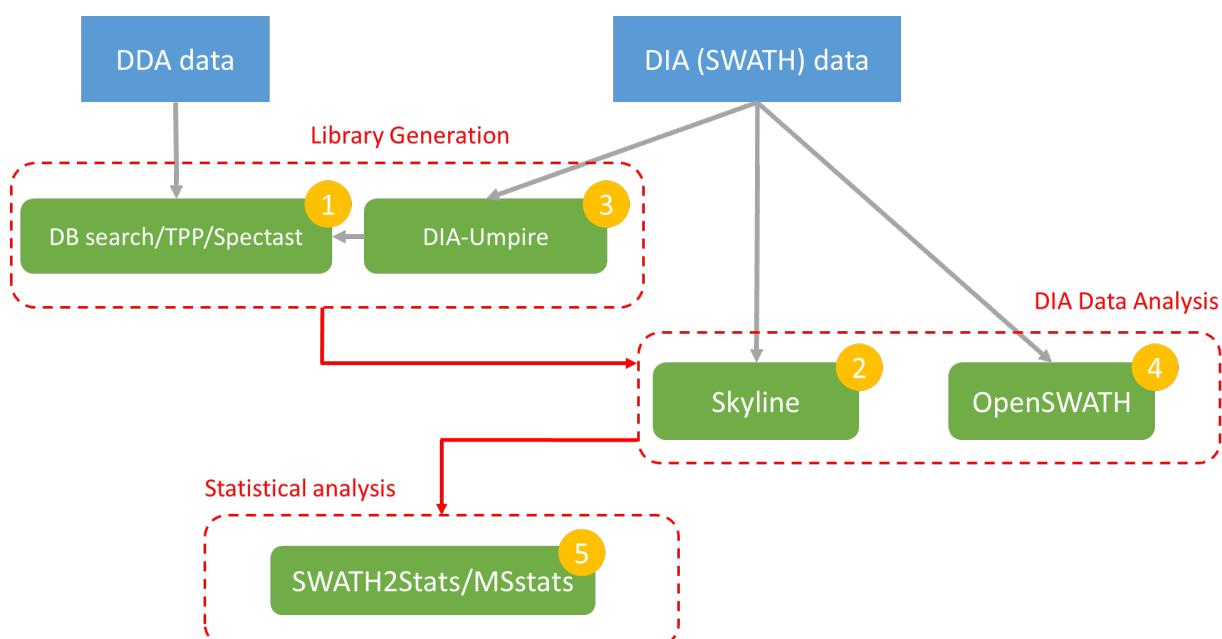 DDA data
DIA (SWATH) data
Library Generation
1
3
DB search/TPP/Spectast
DIA-Umpire
DIA Data Analysis
2
4
Skyline
OpenSWATH
Statistical analysis
5
SWATH2Stats/MSstats